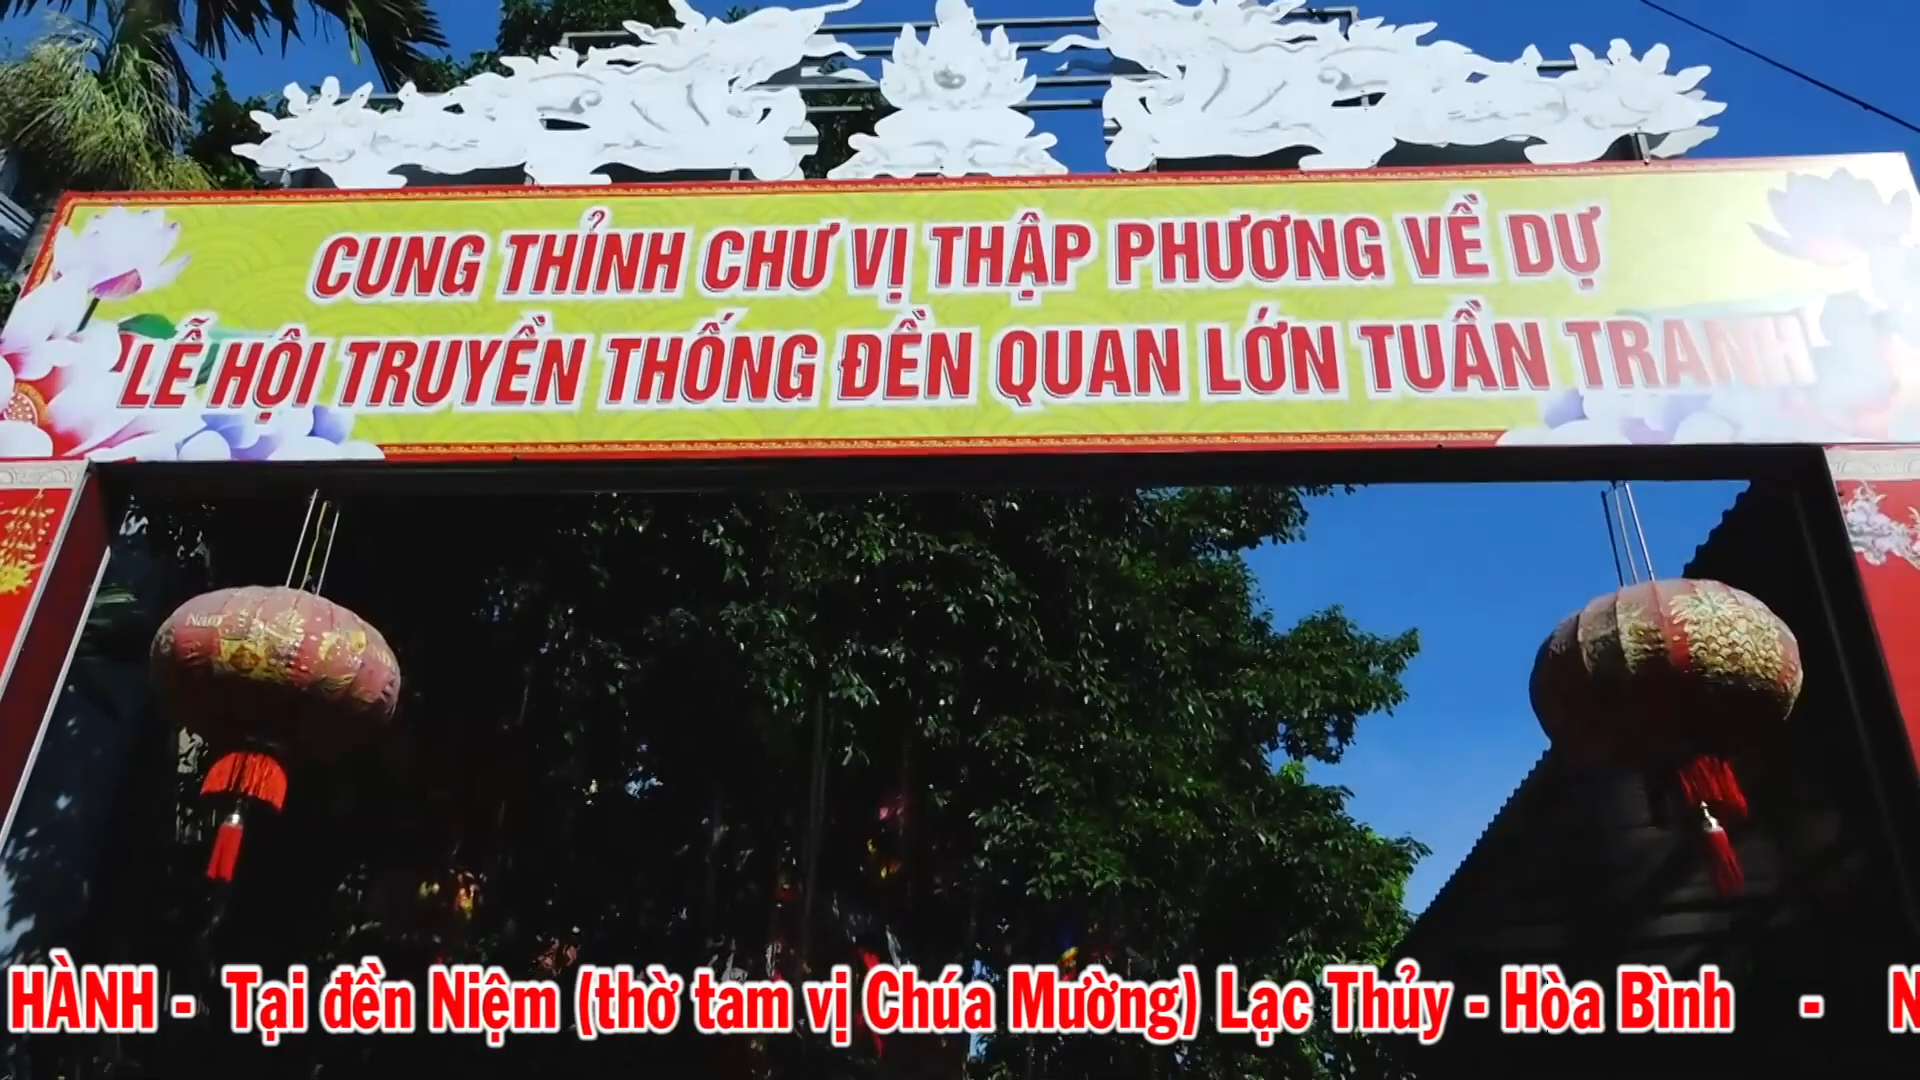 CUNG THỈNH CHƯ VỊ THẬP PHƯƠNG VỀ DỰ
LỄ HỘI TRUYỀN THỐNG ĐỀN QUAN LỚN TUẦN TRANH
Nam
HÀNH - Tại đền Niệm (thờ tam vị Chúa Mường) Lạc Thủy - Hòa Bình - N